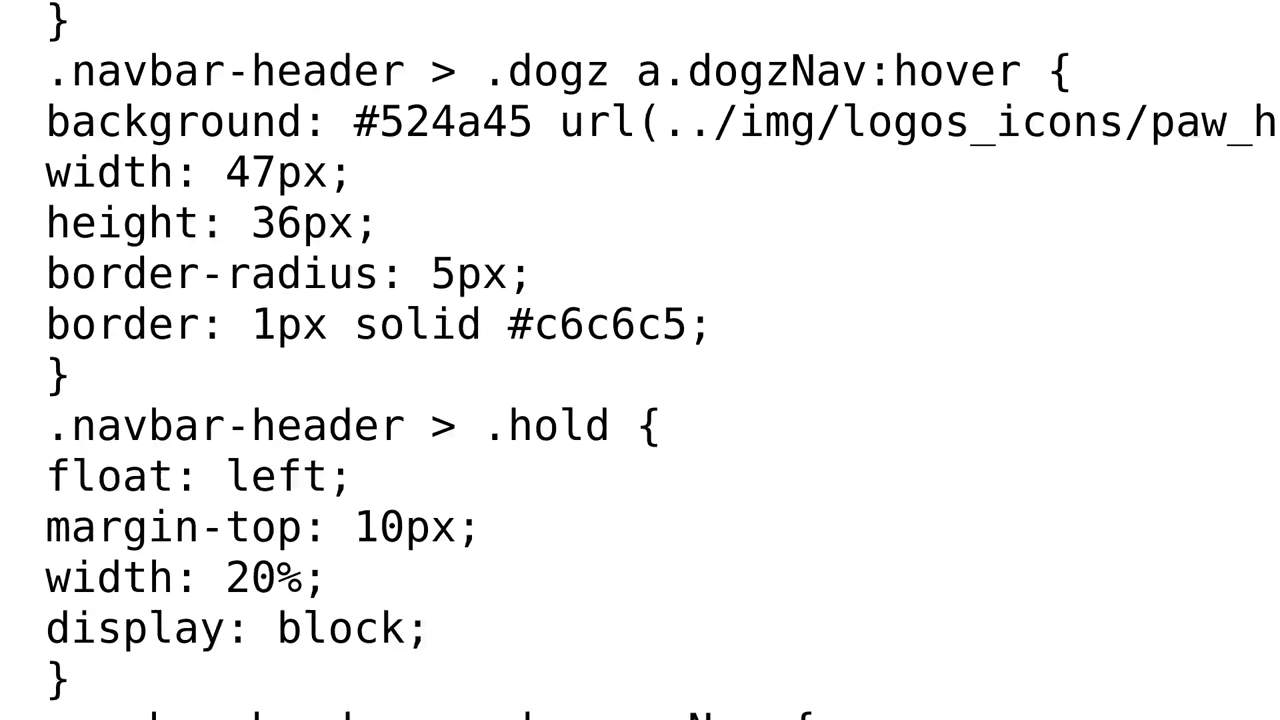 }
.navbar-header > .dogz a.dogzNav:hover {
background: #524a45 url(../img/logos_icons/paw_h
width: 47px;
height: 36px;
border-radius: 5px;
border: 1px solid #c6c6c5;
}
.navbar-header > .hold {
float: left;
margin-top: 10px;
width: 20%;
display: block;
}